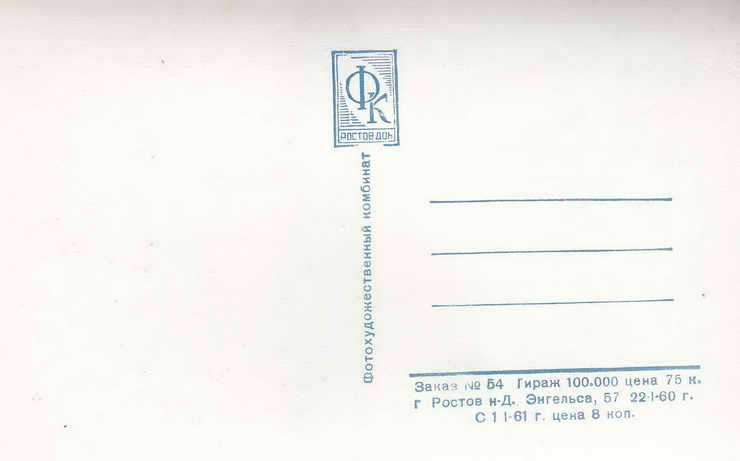 ФК
РОСТОВ ДОН
Фотохудожественный комбинат
Заказ № 54 Тираж 100.000 цена 75 к.
г Ростов н-Д. Энгельса, 57 22-I-60 г.
С 1 I-61 г. цена 8 коп.